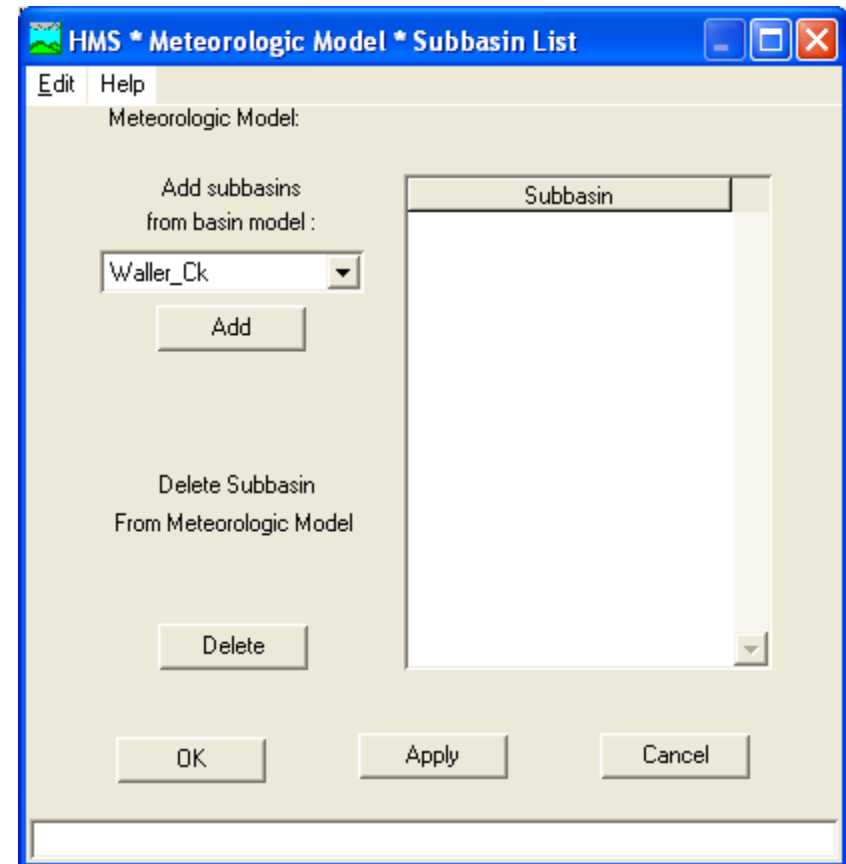 HMS * Meteorologic Model * Subbasin List
Edit Help
Meteorologic Model:
Add subbasins
from basin model :
Waller_Ck
Add
Subbasin
Delete Subbasin
From Meteorologic Model
Delete
OK Apply Cancel